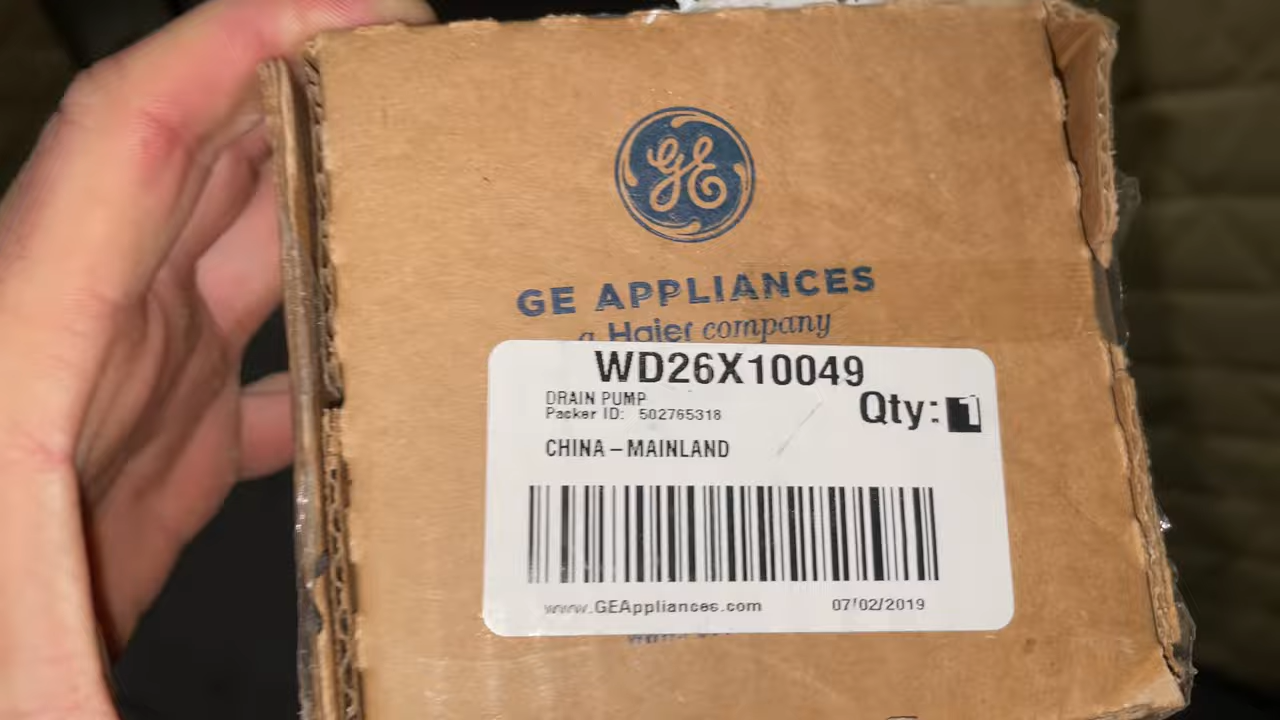 GE
GE APPLIANCES
a Haier company
WD26X10049
DRAIN PUMP
Qty: 1
Packer ID: 502765318
CHINA – MAINLAND
www.GEAppliances.com 07/02/2019